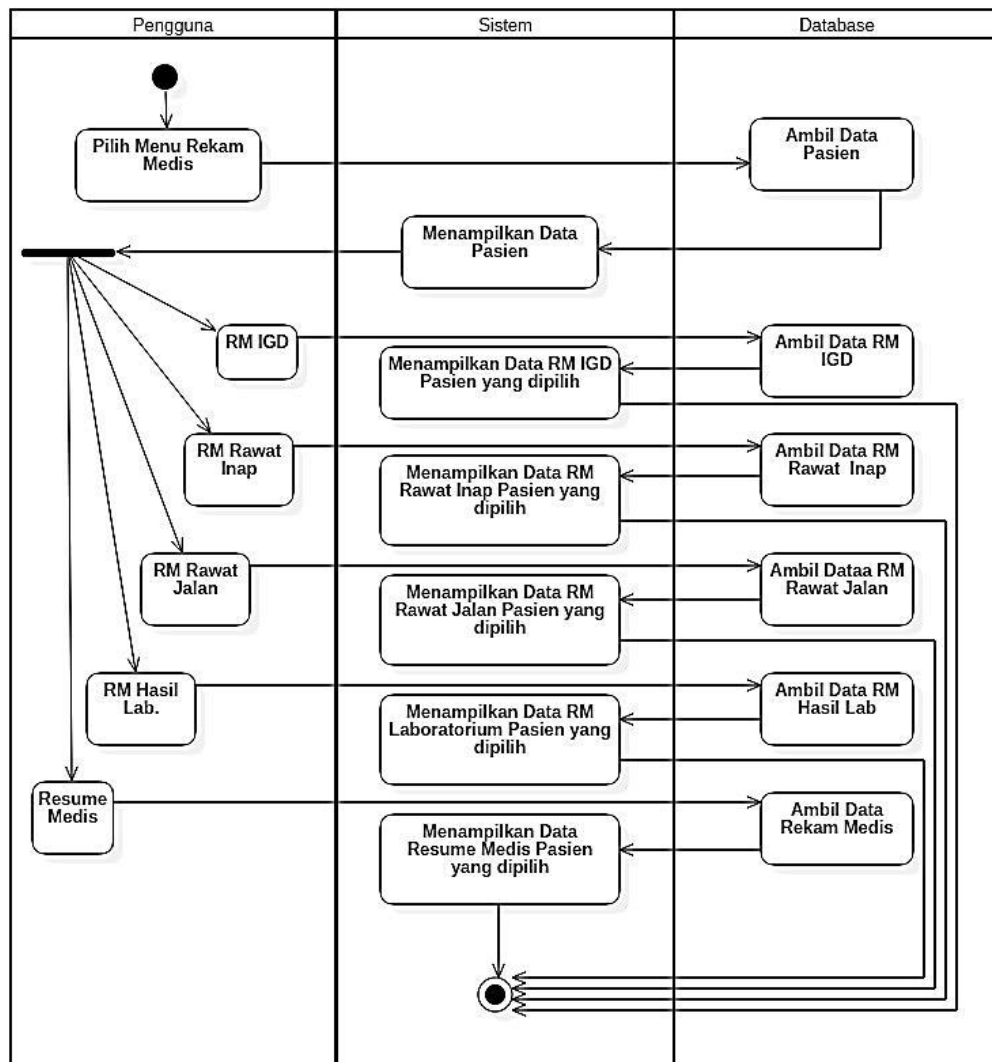 Pengguna
Sistem
Database
Pilih Menu Rekam
Medis
Ambil Data
Pasien
Menampilkan Data
Pasien
RM IGD
Ambil Data RM
IGD
Menampilkan Data RM IGD
Pasien yang dipilih
RM Rawat
Inap
Ambil Data RM
Rawat Inap
Menampilkan Data RM
Rawat Inap Pasien yang
dipilih
RM Rawat
Jalan
Ambil Dataa RM
Rawat Jalan
Menampilkan Data RM
Rawat Jalan Pasien yang
dipilih
RM Hasil
Lab.
Ambil Data RM
Hasil Lab
Menampilkan Data RM
Laboratorium Pasien yang
dipilih
Resume
Medis
Ambil Data
Rekam Medis
Menampilkan Data
Resume Medis Pasien
yang dipilih